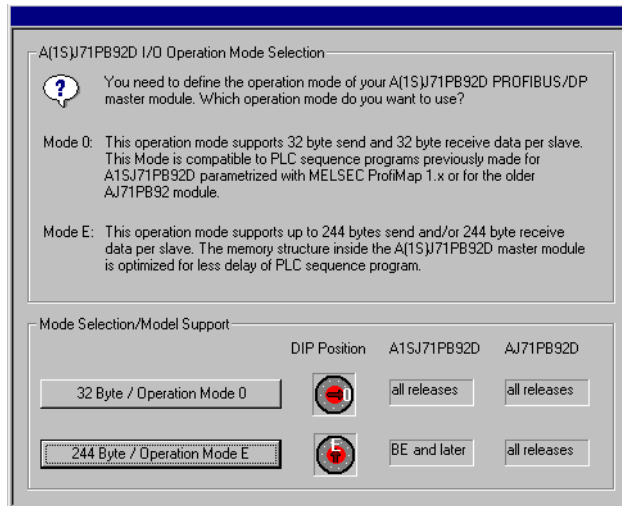 A(1S)J71PB92D I/O Operation Mode Selection
You need to define the operation mode of your A(1S)J71PB92D PROFIBUS/DP
master module. Which operation mode do you want to use?
Mode 0: This operation mode supports 32 byte send and 32 byte receive data per slave.
This Mode is compatible to PLC sequence programs previously made for
A1SJ71PB92D parametrized with MELSEC ProfiMap 1.x or for the older
AJ71PB92 module.
Mode E: This operation mode supports up to 244 bytes send and/or 244 byte receive
data per slave. The memory structure inside the A(1S)J71PB92D master module
is optimized for less delay of PLC sequence program.
Mode Selection/Model Support
DIP Position A1SJ71PB92D AJ71PB92D
32 Byte / Operation Mode 0 0 all releases all releases
244 Byte / Operation Mode E E BE and later all releases